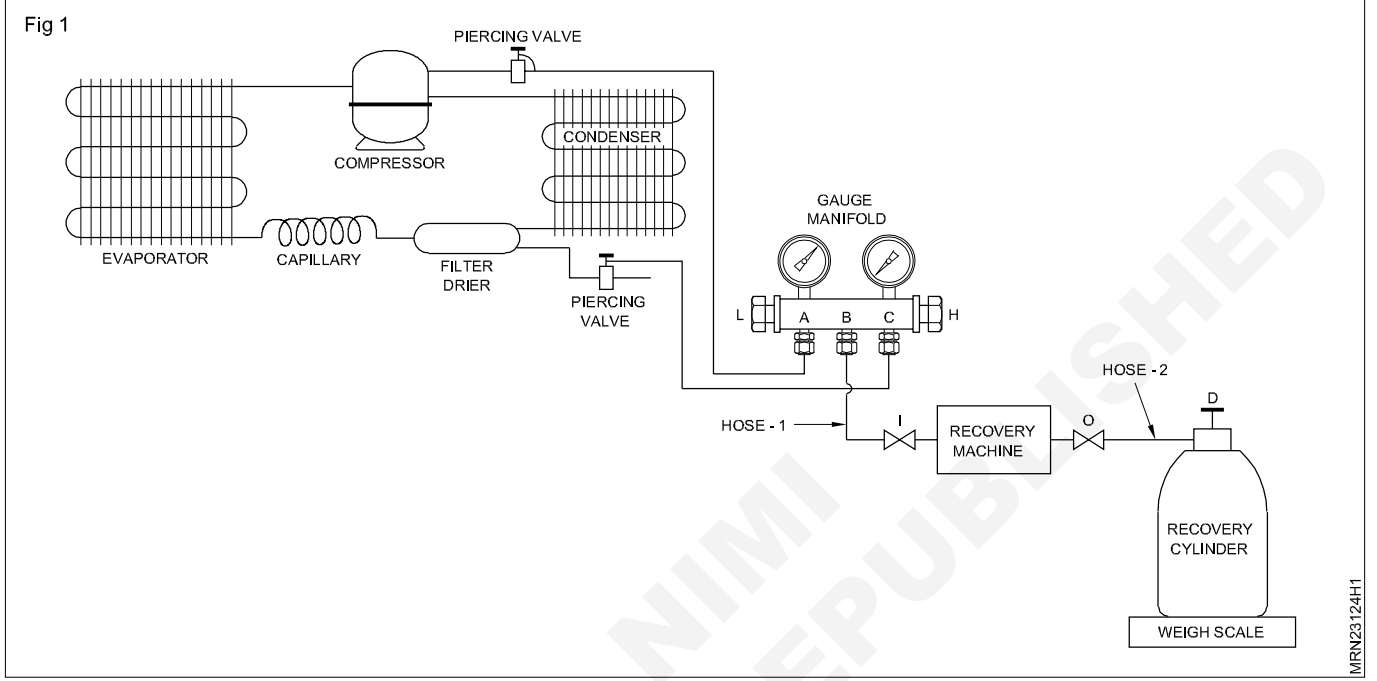 Fig 1
PIERCING VALVE
COMPRESSOR
CONDENSER
EVAPORATOR
CAPILLARY
FILTER
DRIER
PIERCING
VALVE
GAUGE
MANIFOLD
L
A
B
C
H
HOSE - 1
I
RECOVERY
MACHINE
O
HOSE - 2
D
RECOVERY
CYLINDER
WEIGH SCALE
MRN23124H1
NIMI
EPUBLISHED